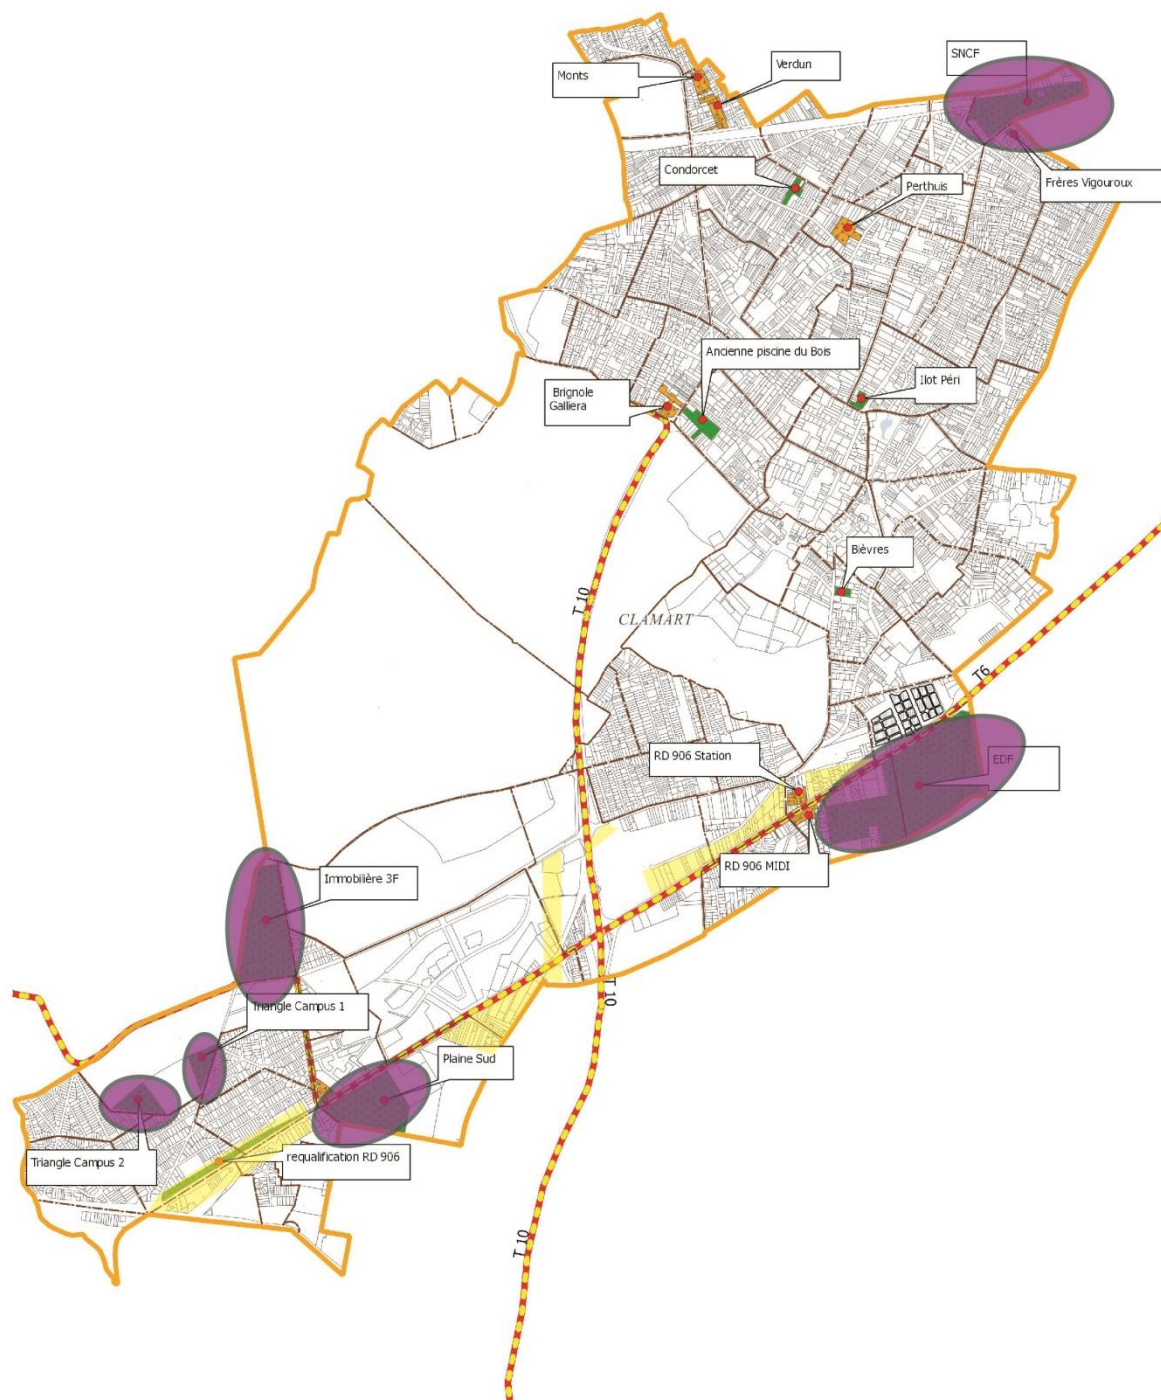 SNCF
Monts
Verdun
Condorcet
Perthuis
Frères Vigouroux
Ancienne piscine du Bois
Ilot Péri
Brignole
Galliera
Bièvres
T 10
CLAMART
T6
RD 906 Station
EDF
RD 906 MIDI
Immobilière 3F
T 10
Triangle Campus 1
Plaine Sud
Triangle Campus 2
requalification RD 906
T 10